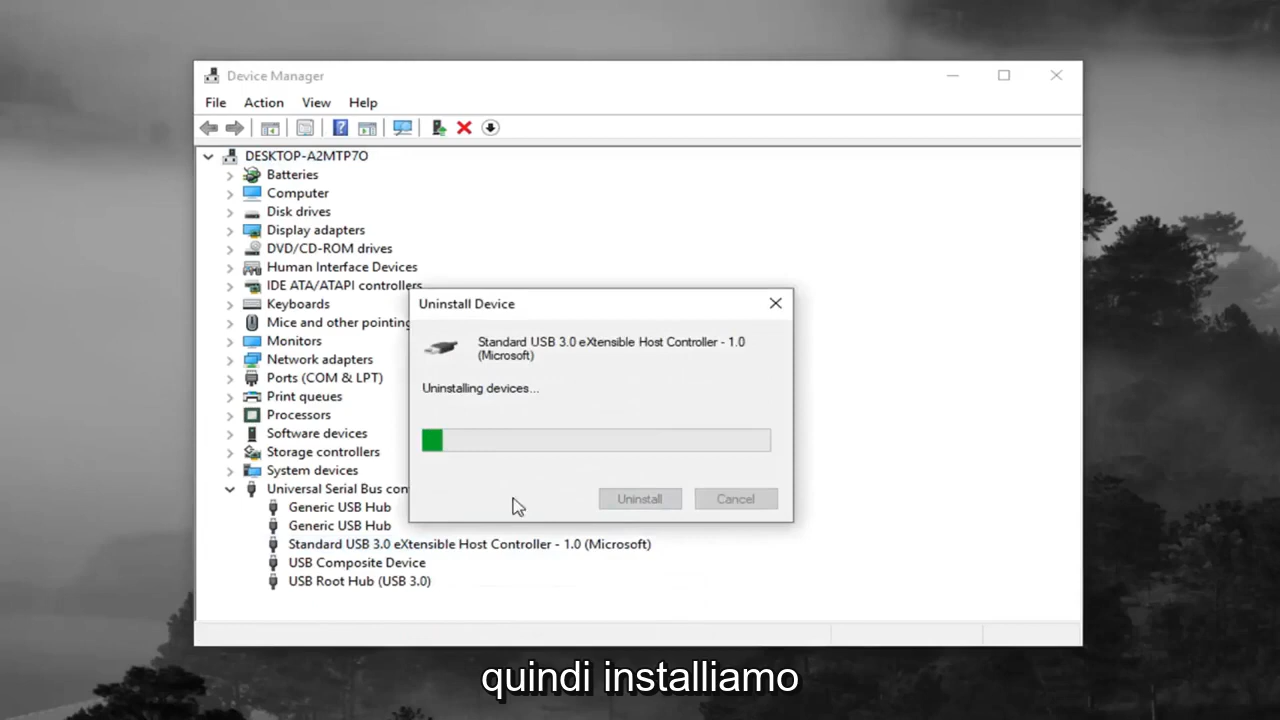 Device Manager
File Action View Help
DESKTOP-A2MTP7O
Batteries
Computer
Disk drives
Display adapters
DVD/CD-ROM drives
Human Interface Devices
IDE ATA/ATAPI controllers
Keyboards
Mice and other pointing
Monitors
Network adapters
Ports (COM & LPT)
Print queues
Processors
Software devices
Storage controllers
System devices
Universal Serial Bus con
Generic USB Hub
Generic USB Hub
Standard USB 3.0 eXtensible Host Controller - 1.0 (Microsoft)
USB Composite Device
USB Root Hub (USB 3.0)
Uninstall Device
Standard USB 3.0 eXtensible Host Controller - 1.0
(Microsoft)
Uninstalling devices...
Uninstall Cancel
quindi installiamo